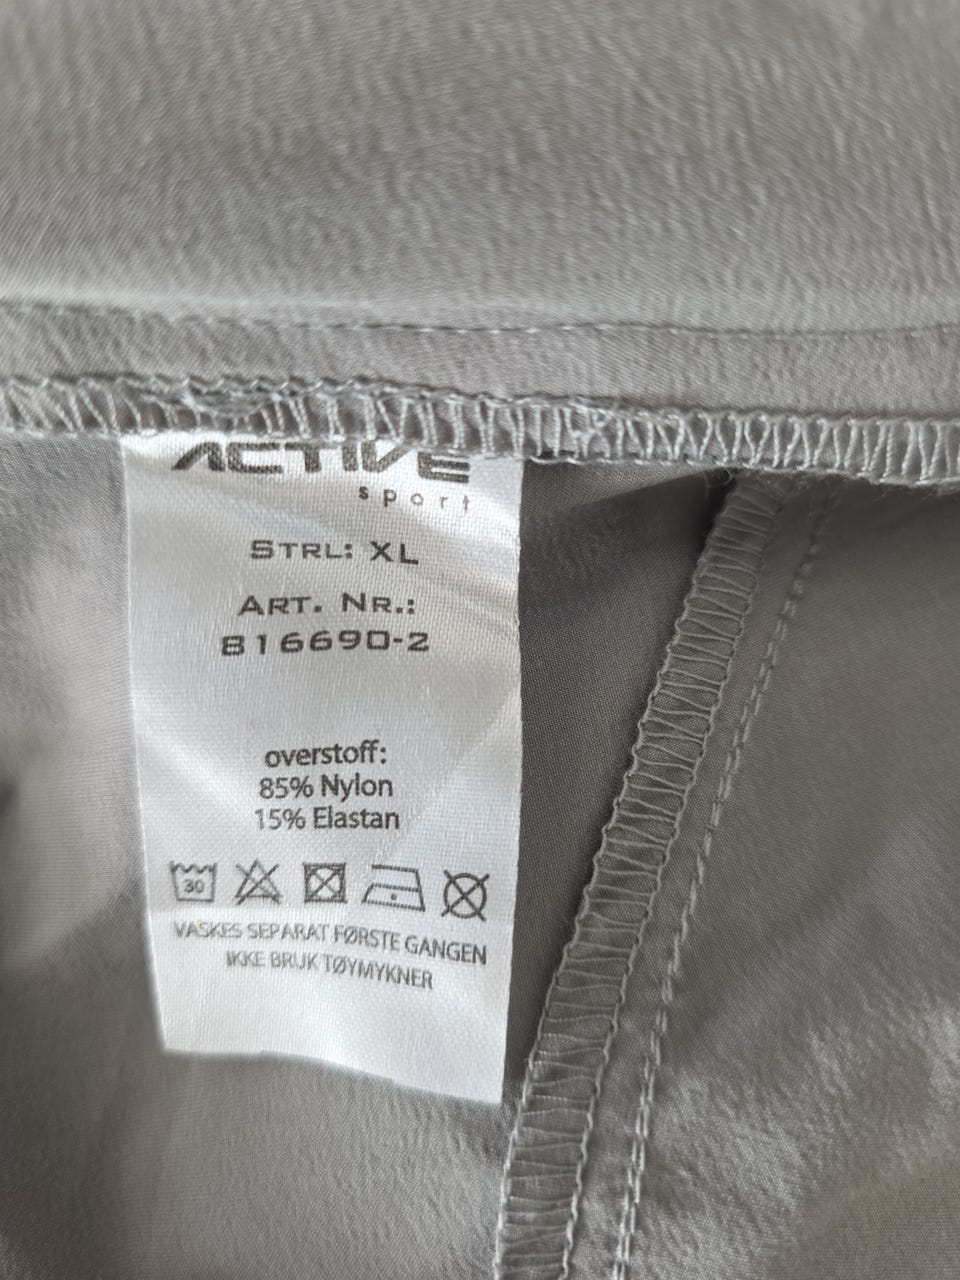 ACTIVE
sport
STRL: XL
ART. NR.:
816690-2
overstoff:
85% Nylon
15% Elastan
30
VASKES SEPARAT FØRSTE GANGEN
IKKE BRUK TØYMYKNER